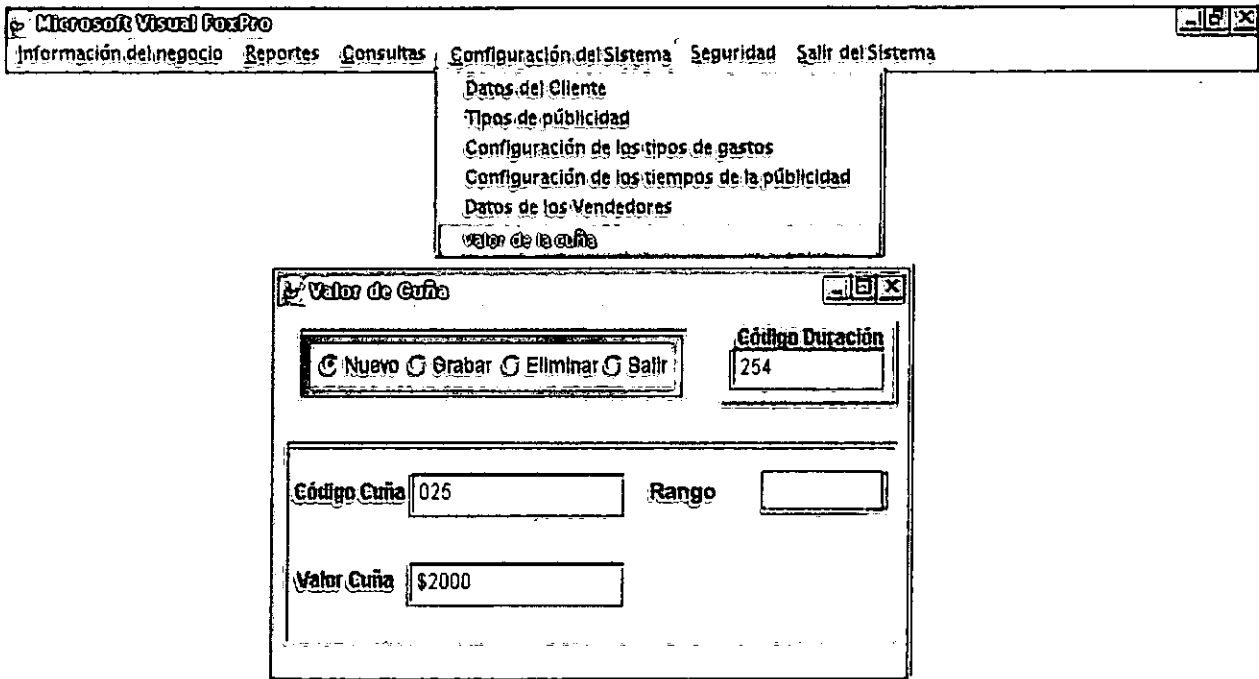 Microsoft Visual FoxPro
Información del negocio Reportes Consultas Configuración del Sistema Seguridad Salir del Sistema
Datos del Cliente
Tipos de públicidad
Configuración de los tipos de gastos
Configuración de los tiempos de la públicidad
Datos de los Vendedores
Valor de la cuña
Valor de Cuña
Nuevo Grabar Eliminar Salir
Código Duración
254
Código Cuña 025 Rango
Valor Cuña $2000